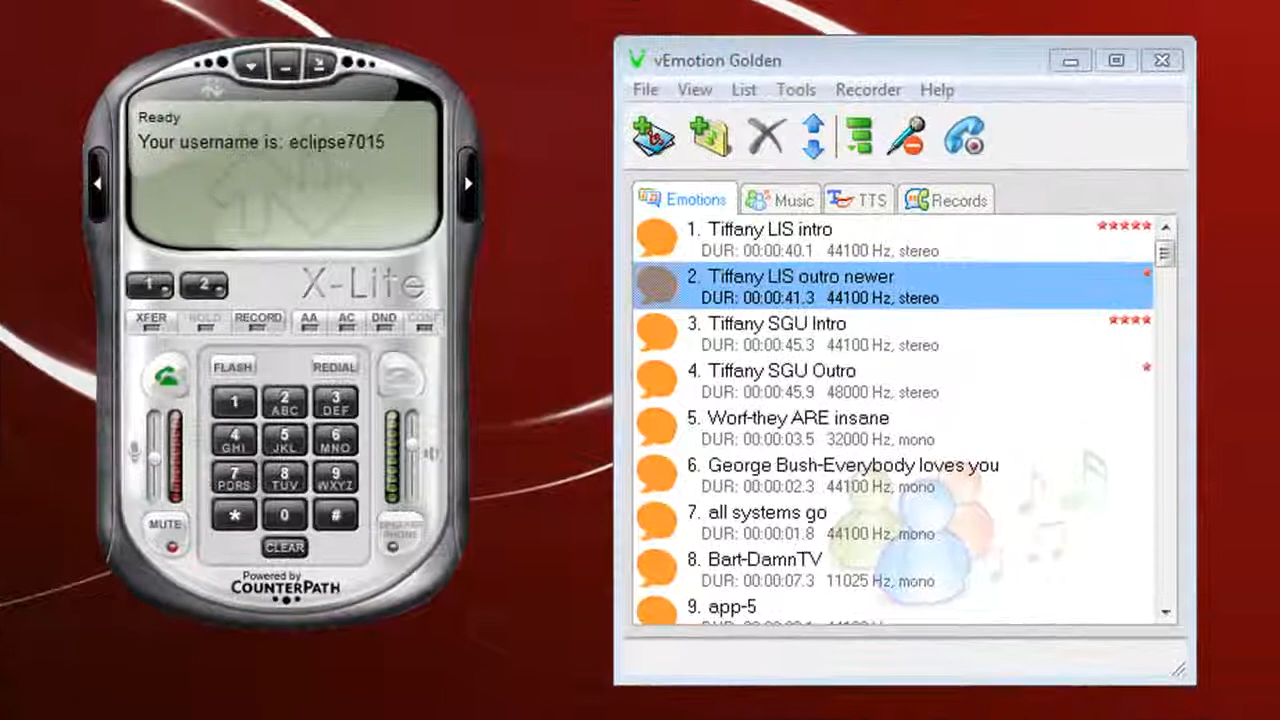 Ready
Your username is: eclipse7015
1 2
X-Lite
XFER HOLD RECORD AA AC DND CONF
FLASH REDIAL
1 2 ABC 3 DEF
4 GHI 5 JKL 6 MNO
7 PQRS 8 TUV 9 WXYZ
* 0 #
MUTE
SPEAKER
PHONE
CLEAR
Powered by
COUNTERPATH
vEmotion Golden
File View List Tools Recorder Help
Emotions Music TTS Records
1. Tiffany LIS intro
DUR: 00:00:40.1 44100 Hz, stereo
2. Tiffany LIS outro newer
DUR: 00:00:41.3 44100 Hz, stereo
3. Tiffany SGU Intro
DUR: 00:00:45.3 44100 Hz, stereo
4. Tiffany SGU Outro
DUR: 00:00:45.9 48000 Hz, stereo
5. Worf-they ARE insane
DUR: 00:00:03.5 32000 Hz, mono
6. George Bush-Everybody loves you
DUR: 00:00:02.3 44100 Hz, mono
7. all systems go
DUR: 00:00:01.8 44100 Hz, mono
8. Bart-DamnTV
DUR: 00:00:07.3 11025 Hz, mono
9. app-5